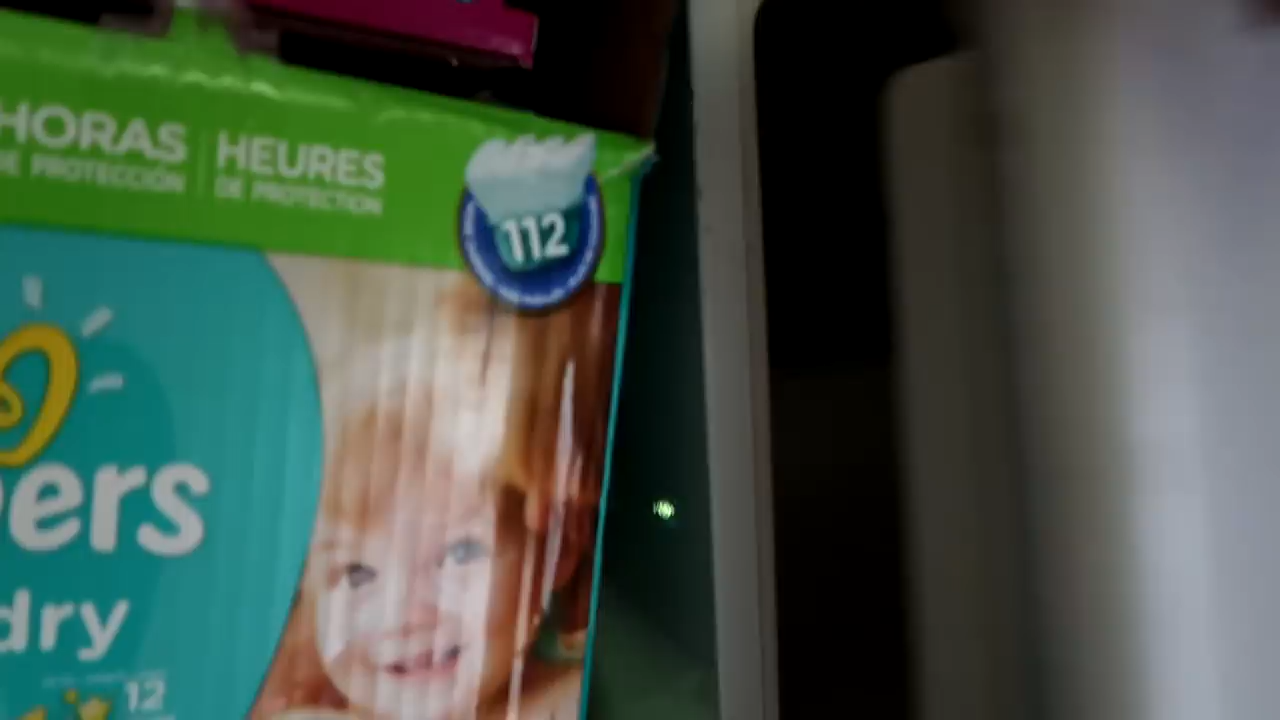 HORAS
DE PROTECCIÓN
HEURES
DE PROTECTION
112
ers
dry
12